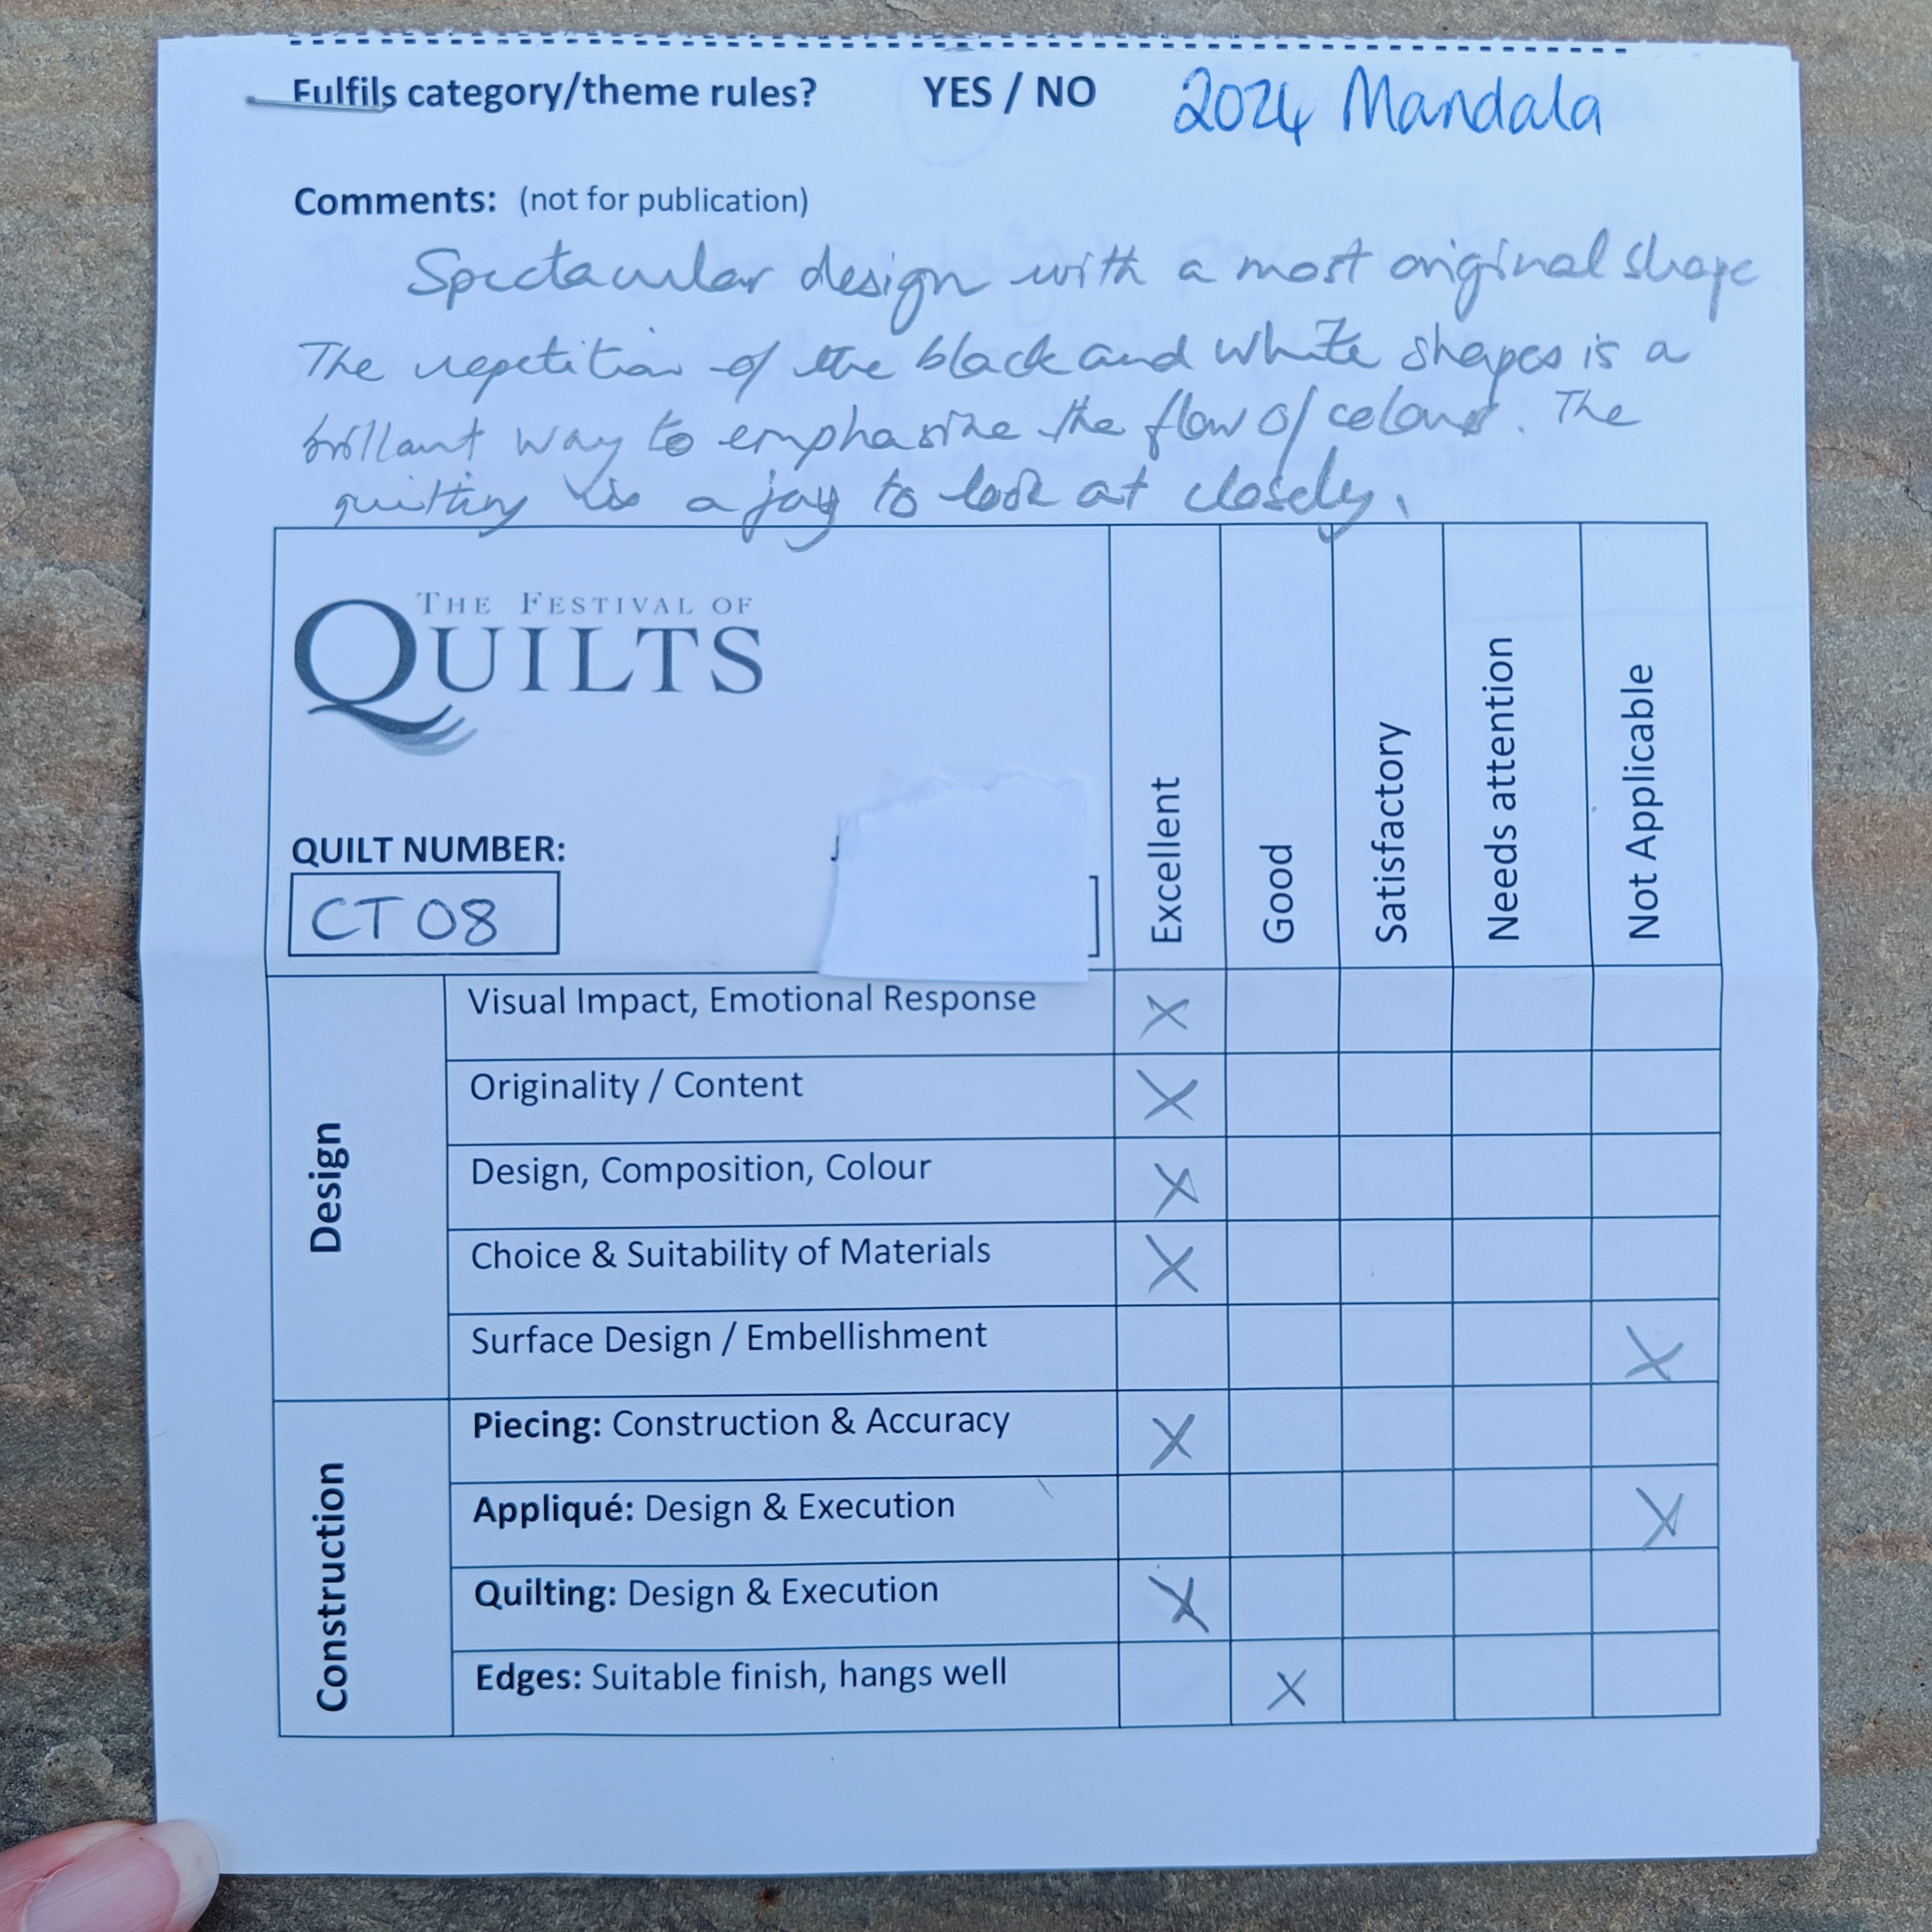 Fulfils category/theme rules? YES / NO 2024 Mandala
Comments: (not for publication)
Spectacular design with a most original shape
The repetition of the black and white shapes is a
brillant way to emphasize the flow of colour. The
quilting is a joy to look at closely.
THE FESTIVAL OF
QUILTS
QUILT NUMBER:
CT 08
Excellent
Good
Satisfactory
Needs attention
Not Applicable
Design
Visual Impact, Emotional Response X
Originality / Content X
Design, Composition, Colour X
Choice & Suitability of Materials X
Surface Design / Embellishment X
Construction
Piecing: Construction & Accuracy X
Appliqué: Design & Execution X
Quilting: Design & Execution X
Edges: Suitable finish, hangs well X